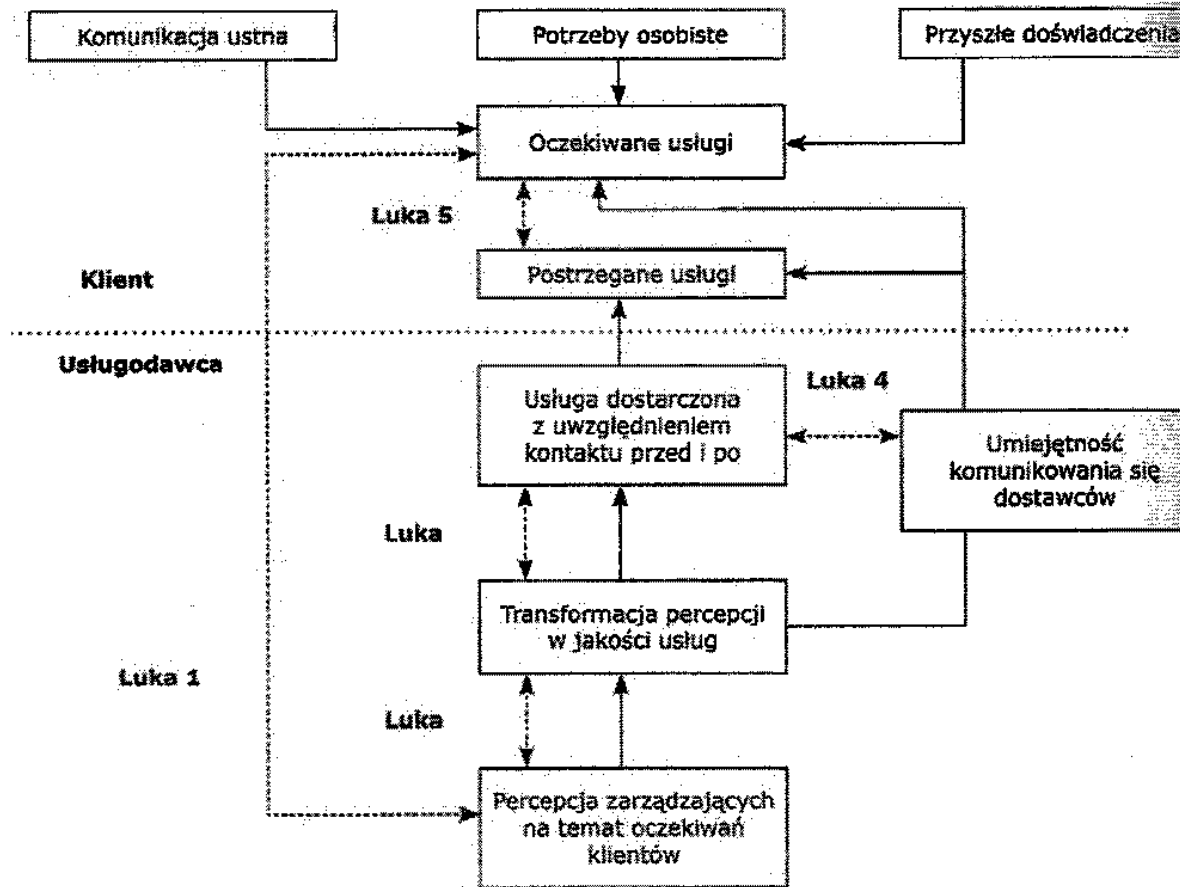 Komunikacja ustna
Potrzeby osobiste
Przyszłe doświadczenia
Oczekiwane usługi
Luka 5
Postrzegane usługi
Klient
Usługodawca
Usługa dostarczona
z uwzględnieniem
kontaktu przed i po
Luka 4
Umiejętność
komunikowania się
dostawców
Luka
Transformacja percepcji
w jakości usług
Luka 1
Luka
Percepcja zarządzających
na temat oczekiwań
klientów